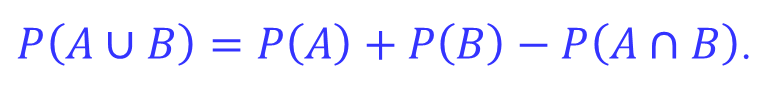 P(A ∪ B) = P(A) + P(B) − P(A ∩ B).